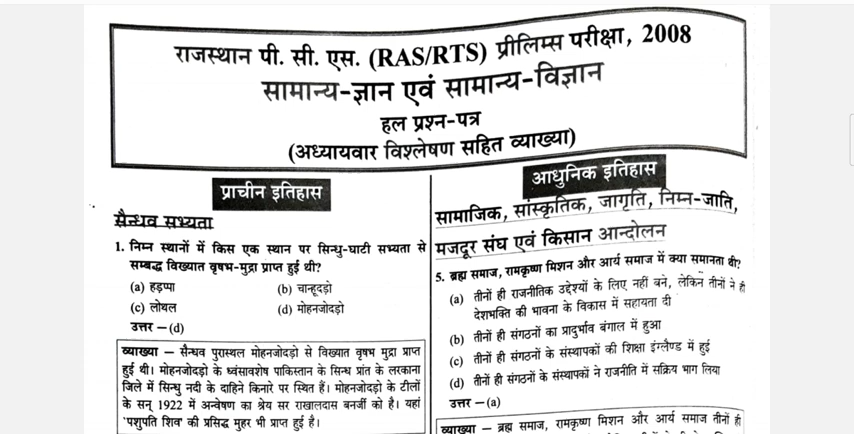 राजस्थान पी. सी. एस. (RAS/RTS) प्रीलिम्स परीक्षा, 2008
सामान्य-ज्ञान एवं सामान्य-विज्ञान
हल प्रश्न-पत्र
(अध्यायवार विश्लेषण सहित व्याख्या)
प्राचीन इतिहास
सैन्धव सभ्यता
1. निम्न स्थानों में किस एक स्थान पर सिन्धु-घाटी सभ्यता से
सम्बद्ध विख्यात वृषभ-मुद्रा प्राप्त हुई थी?
(a) हड़प्पा (b) चान्हूदड़ो
(c) लोथल (d) मोहनजोदड़ो
उत्तर –(d)
व्याख्या – सैन्धव पुरास्थल मोहनजोदड़ो से विख्यात वृषभ मुद्रा प्राप्त
हुई थी। मोहनजोदड़ो के ध्वंसावशेष पाकिस्तान के सिन्ध प्रांत के लरकाना
जिले में सिन्धु नदी के दाहिने किनारे पर स्थित हैं। मोहनजोदड़ो के टीलों
के सन् 1922 में अन्वेषण का श्रेय सर राखालदास बनर्जी को है। यहां
'पशुपति शिव' की प्रसिद्ध मुहर भी प्राप्त हुई है।
आधुनिक इतिहास
सामाजिक, सांस्कृतिक, जागृति, निम्न-जाति,
मजदूर संघ एवं किसान आन्दोलन
5. ब्रह्म समाज, रामकृष्ण मिशन और आर्य समाज में क्या समानता थी?
(a) तीनों ही राजनीतिक उद्देश्यों के लिए नहीं बने, लेकिन तीनों ने ही
देशभक्ति की भावना के विकास में सहायता दी
(b) तीनों ही संगठनों का प्रादुर्भाव बंगाल में हुआ
(c) तीनों ही संगठनों के संस्थापकों की शिक्षा इंग्लैण्ड में हुई
(d) तीनों ही संगठनों के संस्थापकों ने राजनीति में सक्रिय भाग लिया
उत्तर –(a)
व्याख्या – ब्रह्म समाज, रामकृष्ण मिशन और आर्य समाज तीनों ही